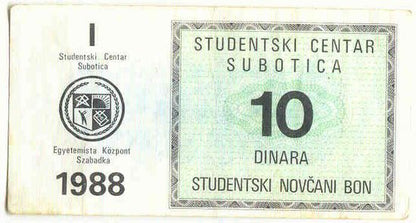 I
Studentski Centar
Subotica
Egyetemista Központ
Szabadka
1988
STUDENTSKI CENTAR
SUBOTICA
10
DINARA
STUDENTSKI NOVČANI BON